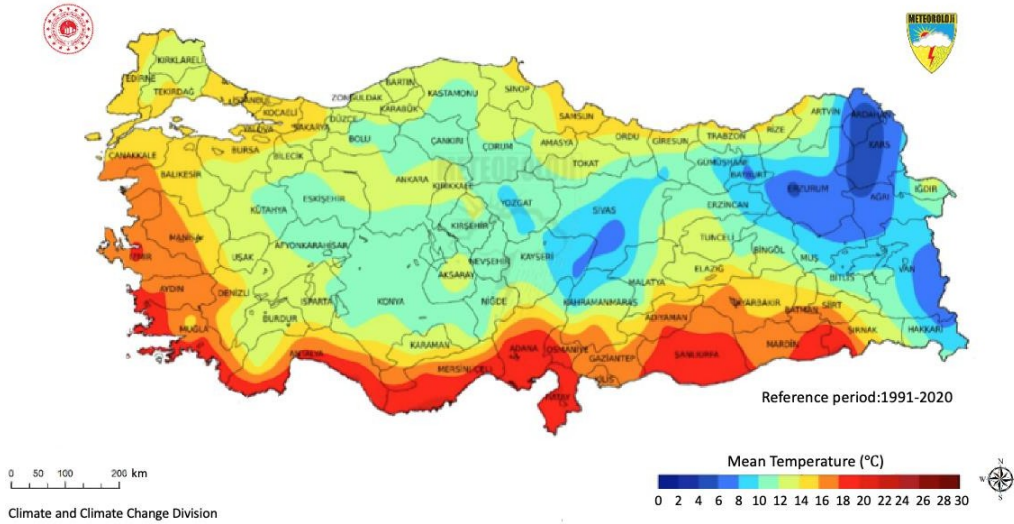 METEOROLOJİ
KIRKLARELİ
EDİRNE
TEKİRDAĞ
İSTANBUL
KOCAELİ
YALOVA
SAKARYA
DÜZCE
ZONGULDAK
BARTIN
KARABÜK
KASTAMONU
SİNOP
SAMSUN
ORDU
GİRESUN
TRABZON
RİZE
ARTVİN
ARDAHAN
KARS
ÇANAKKALE
BURSA
BİLECİK
BOLU
ÇANKIRI
ÇORUM
AMASYA
TOKAT
GÜMÜŞHANE
BAYBURT
ERZURUM
AĞRI
IĞDIR
BALIKESİR
KÜTAHYA
ESKİŞEHİR
ANKARA
KIRIKKALE
METEOROLOJİ
YOZGAT
SİVAS
ERZİNCAN
MANİSA
İZMİR
UŞAK
AFYONKARAHİSAR
KIRŞEHİR
NEVŞEHİR
KAYSERİ
AKSARAY
TUNCELİ
BİNGÖL
MUŞ
BİTLİS
VAN
AYDIN
DENİZLİ
ISPARTA
BURDUR
KONYA
NİĞDE
KAHRAMANMARAŞ
MALATYA
ELAZIĞ
DİYARBAKIR
BATMAN
SİİRT
ŞIRNAK
HAKKARİ
MUĞLA
ANTALYA
KARAMAN
MERSİN(İÇEL)
ADANA
OSMANİYE
GAZİANTEP
KİLİS
HATAY
ADIYAMAN
ŞANLIURFA
MARDİN
Reference period:1991-2020
Mean Temperature (°C)
0 2 4 6 8 10 12 14 16 18 20 22 24 26 28 30
N
W
S
0 50 100 200 km
Climate and Climate Change Division